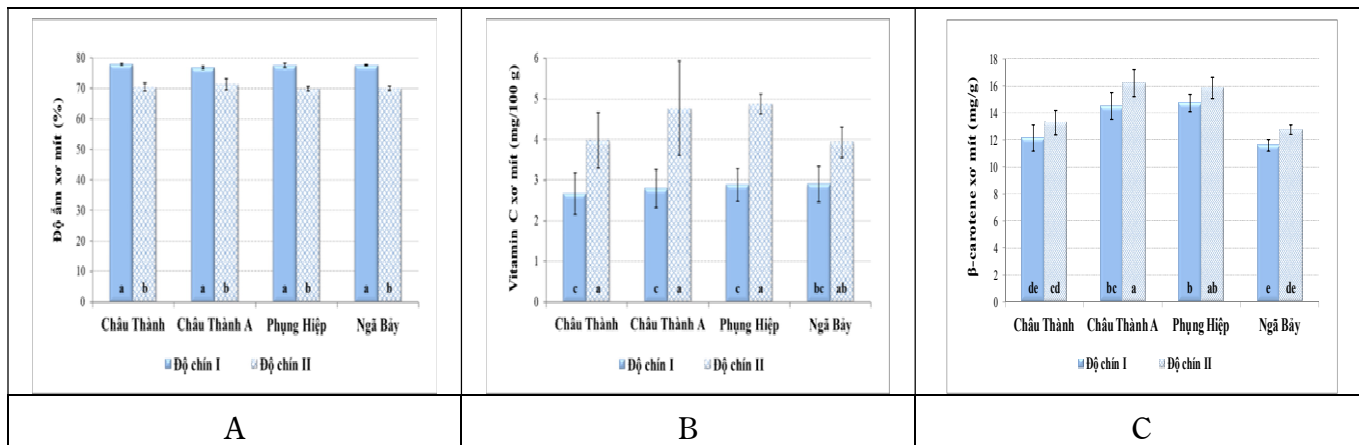 Độ ẩm xơ mít (%)
80
70
60
50
40
30
20
10
0
a b a b a b a b
Châu Thành Châu Thành A Phụng Hiệp Ngã Bảy
Độ chín I Độ chín II
A
Vitamin C xơ mít (mg/100 g)
6
5
4
3
2
1
0
c a c a c a bc ab
Châu Thành Châu Thành A Phụng Hiệp Ngã Bảy
Độ chín I Độ chín II
B
β-carotene xơ mít (mg/g)
18
16
14
12
10
8
6
4
2
0
de cd bc a b ab e de
Châu Thành Châu Thành A Phụng Hiệp Ngã Bảy
Độ chín I Độ chín II
C